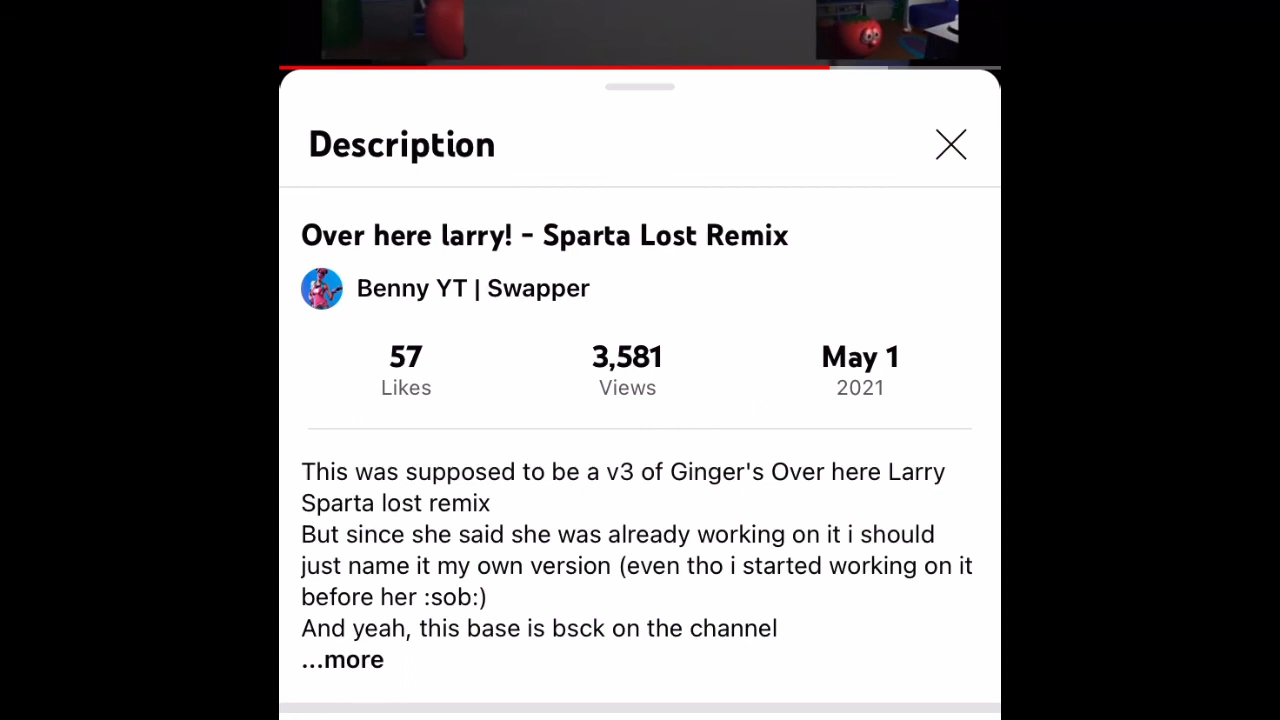 Description
Over here larry! - Sparta Lost Remix
Benny YT | Swapper
57
Likes
3,581
Views
May 1
2021
This was supposed to be a v3 of Ginger's Over here Larry
Sparta lost remix
But since she said she was already working on it i should
just name it my own version (even tho i started working on it
before her :sob:)
And yeah, this base is bsck on the channel
...more